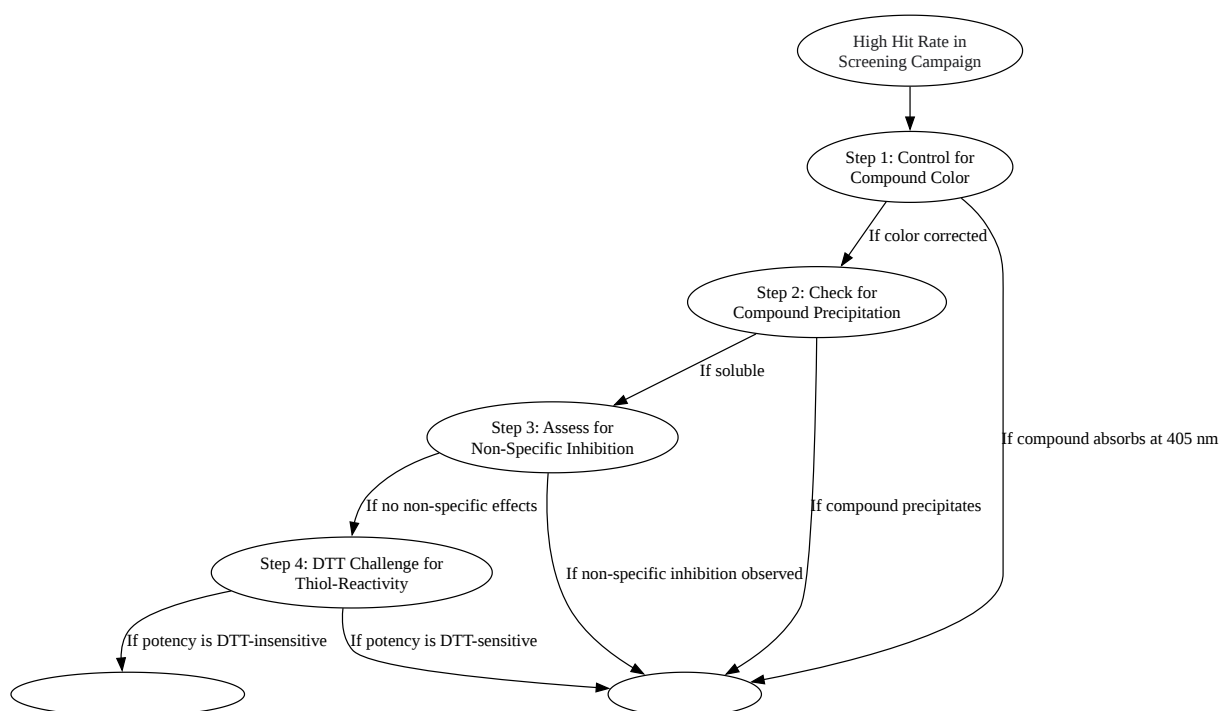 High Hit Rate in
Screening Campaign
Step 1: Control for
Compound Color
If color corrected
Step 2: Check for
Compound Precipitation
If soluble
Step 3: Assess for
Non-Specific Inhibition
If compound absorbs at 405 nm
If no non-specific effects
If compound precipitates
Step 4: DTT Challenge for
Thiol-Reactivity
If non-specific inhibition observed
If potency is DTT-insensitive
If potency is DTT-sensitive